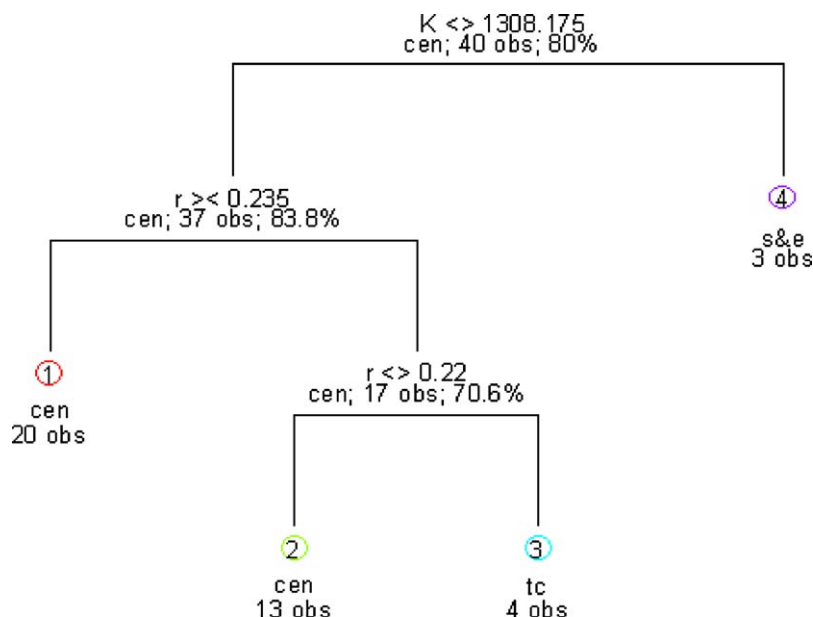 K <> 1308.175
cen; 40 obs; 80%
r >< 0.235
cen; 37 obs; 83.8%
4
s&e
3 obs
1
cen
20 obs
r <> 0.22
cen; 17 obs; 70.6%
2
cen
13 obs
3
tc
4 obs